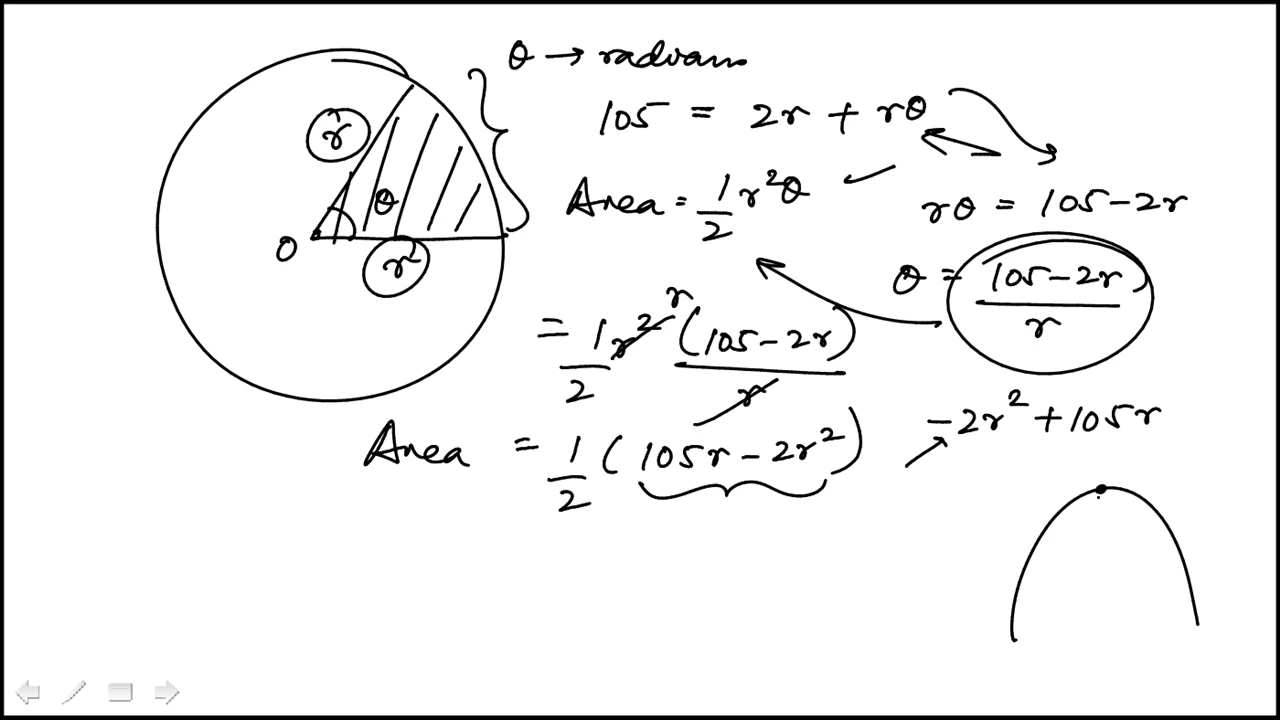 θ → radians
105 = 2r + rθ
r
θ
Area = 1/2 r²θ
rθ = 105 - 2r
O
r
θ = (105 - 2r)/r
= 1/2 r² r (105 - 2r)/r
-2r² + 105r
Area = 1/2 (105r - 2r²)